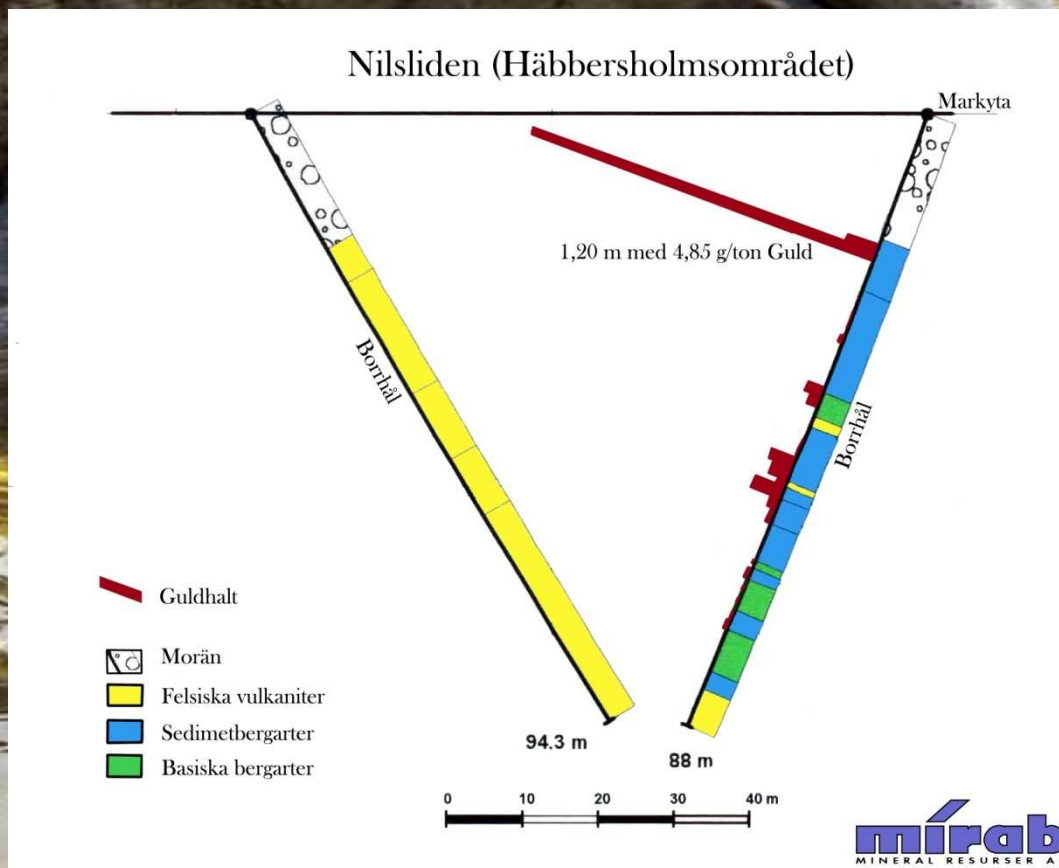 Nilsliden (Häbbersholmsområdet)
Markyta
1,20 m med 4,85 g/ton Guld
Borrhål
Borrhål
Guldhalt
Morän
Felsiska vulkaniter
Sedimetbergarter
Basiska bergarter
94.3 m
88 m
0 10 20 30 40 m
mírab
MINERAL RESURSER A